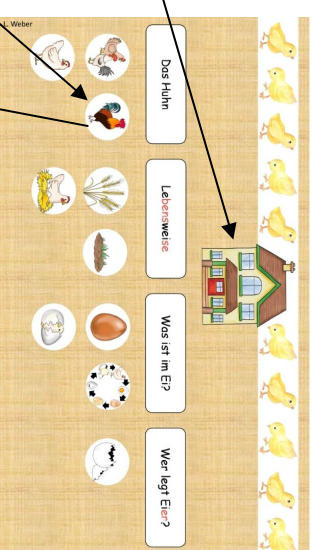 L. Weber
Das Huhn
Lebensweise
Was ist im Ei?
Wer legt Eier?